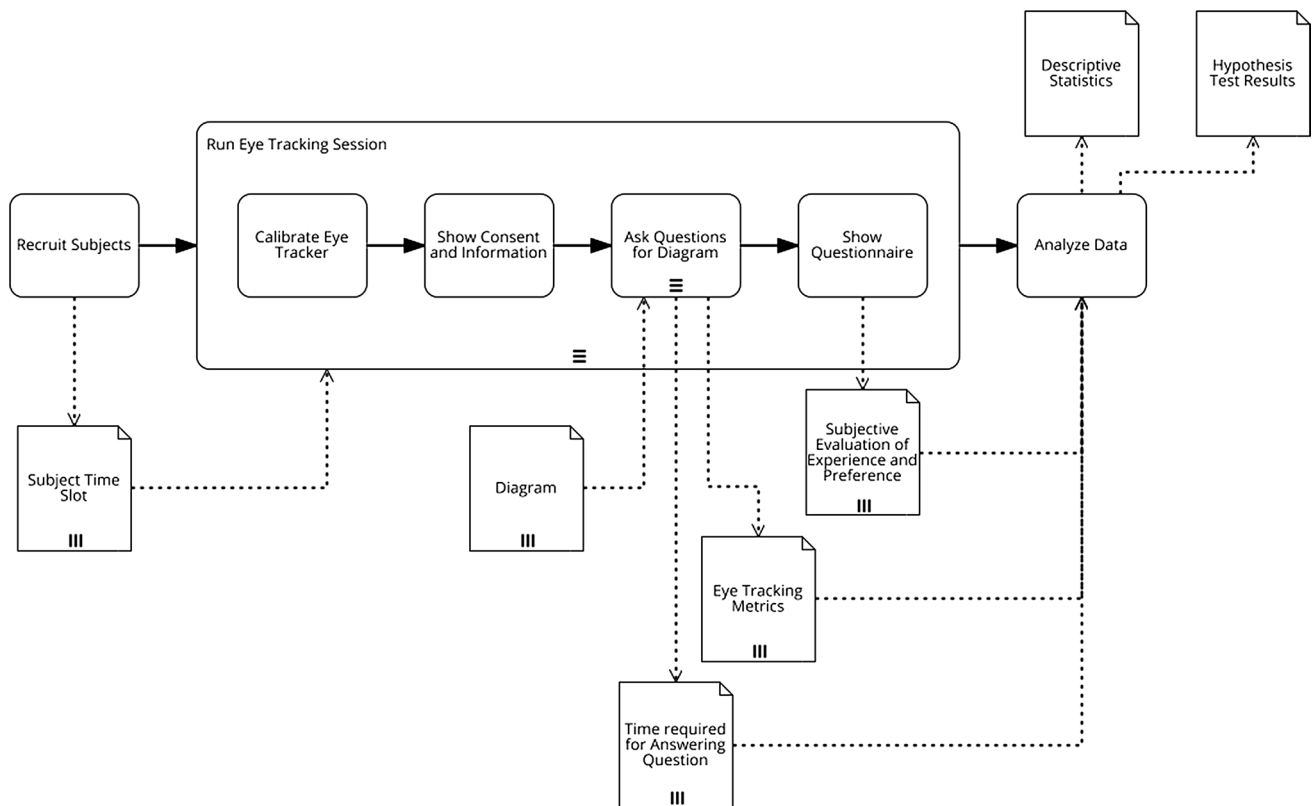 Descriptive
Statistics
Hypothesis
Test Results
Run Eye Tracking Session
Recruit Subjects
Calibrate Eye
Tracker
Show Consent
and Information
Ask Questions
for Diagram
Show
Questionnaire
Analyze Data
Subject Time
Slot
Diagram
Subjective
Evaluation of
Experience and
Preference
Eye Tracking
Metrics
Time required
for Answering
Question